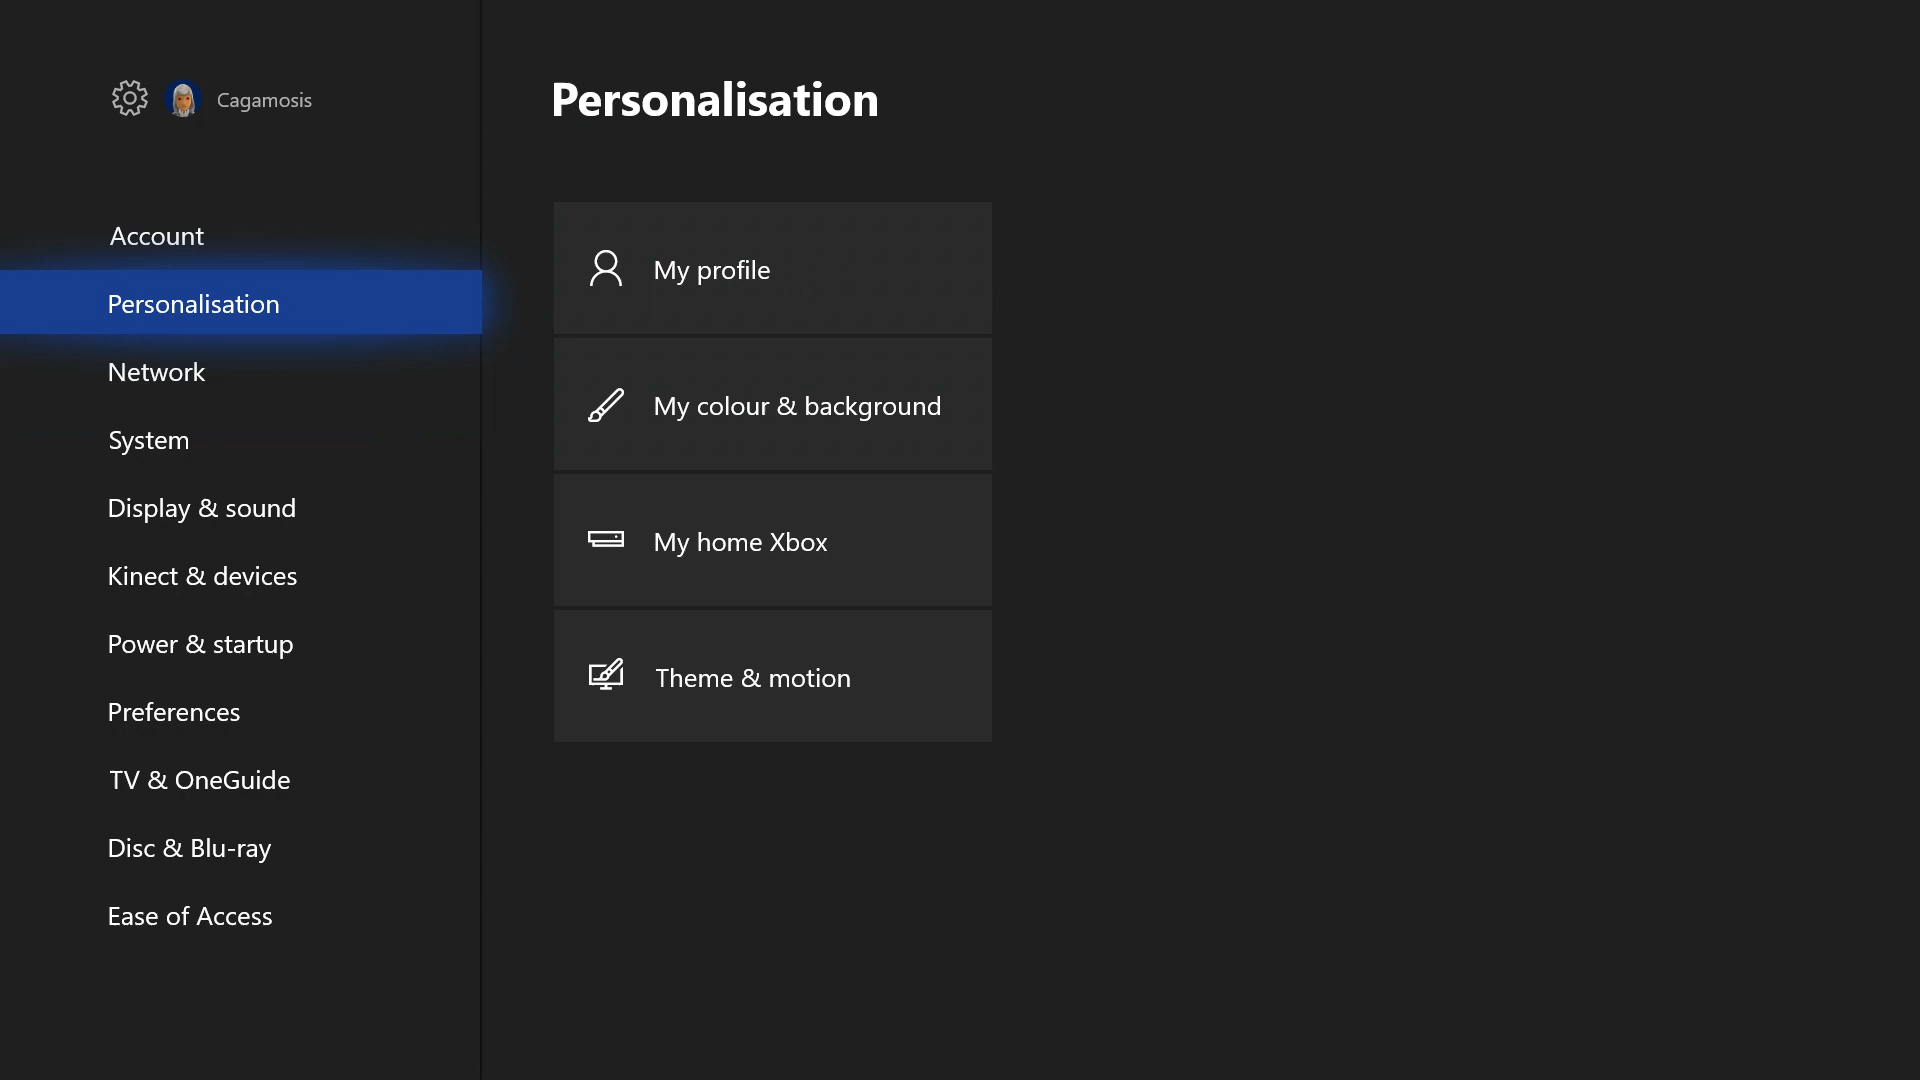 Cagamosis
Account
Personalisation
Network
System
Display & sound
Kinect & devices
Power & startup
Preferences
TV & OneGuide
Disc & Blu-ray
Ease of Access
Personalisation
My profile
My colour & background
My home Xbox
Theme & motion